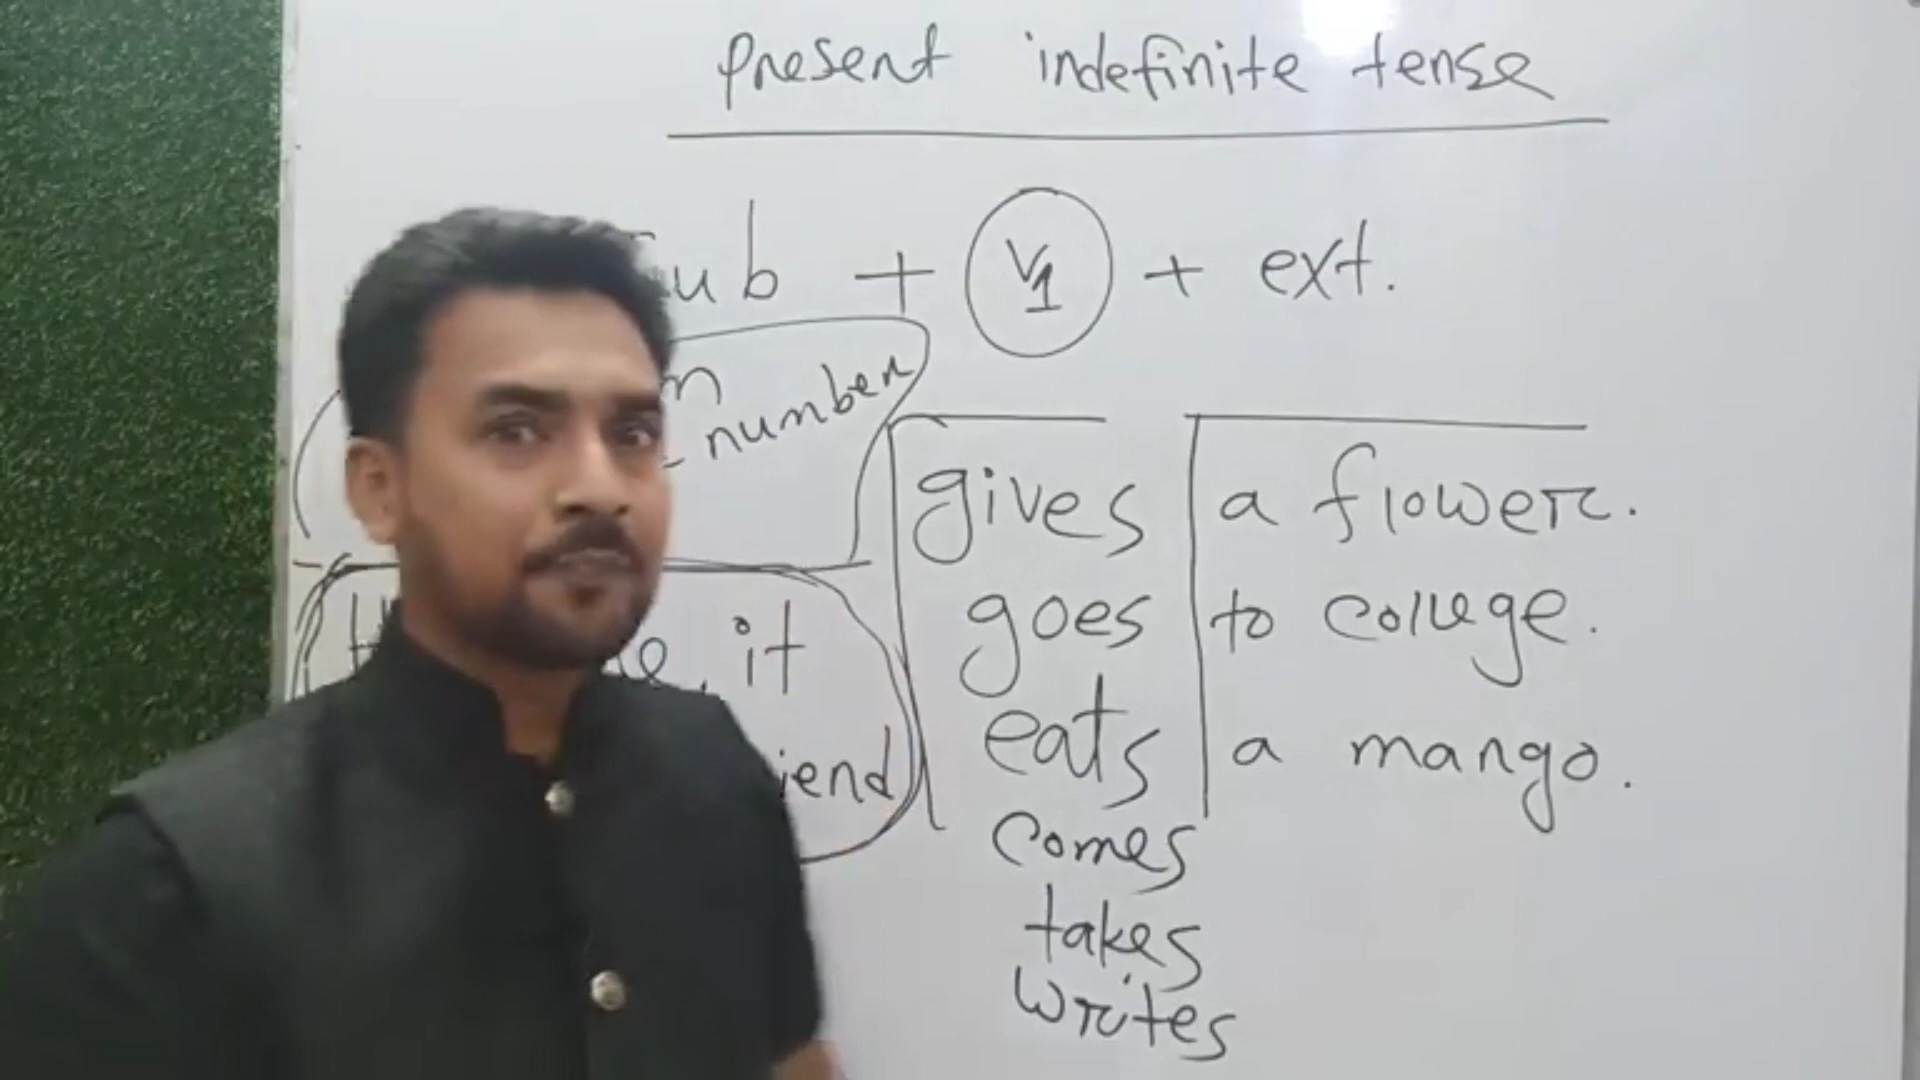 present indefinite tense
ub + V1 + ext.
number
gives a flower.
it goes to college.
eats a mango.
iend
comes
takes
writes